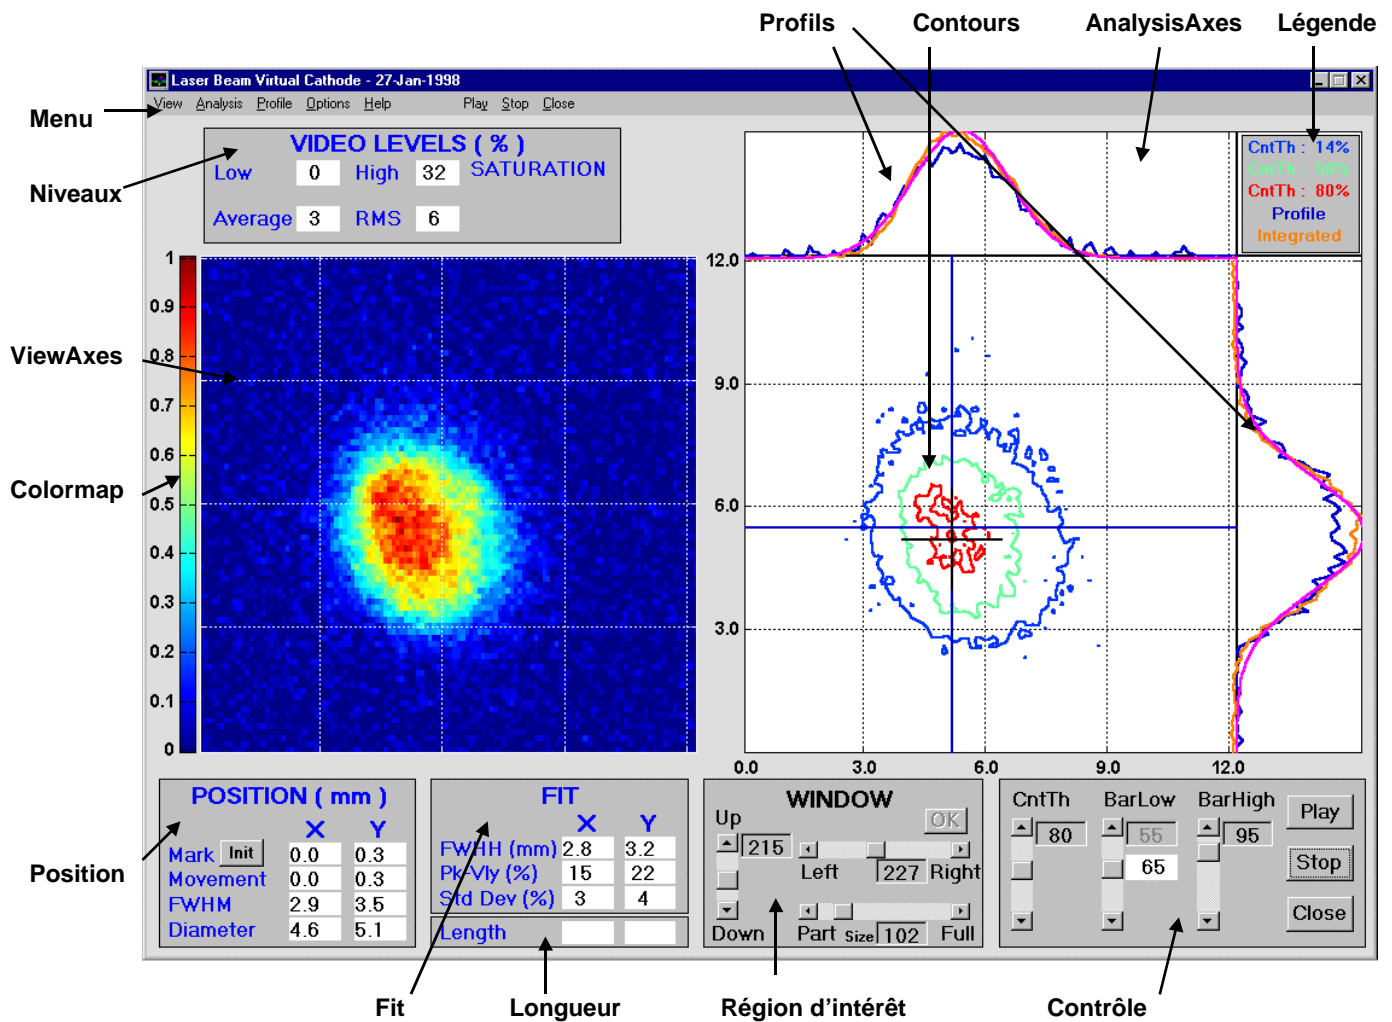 Profils Contours AnalysisAxes Légende
Laser Beam Virtual Cathode - 27-Jan-1998
Menu
View Analysis Profile Options Help Play Stop Close
VIDEO LEVELS ( % )
Low 0 High 32 SATURATION
Average 3 RMS 6
Niveaux
CntTh : 14%
CntTh : 50%
CntTh : 80%
Profile
Integrated
ViewAxes
Colormap
1
0.9
0.8
0.7
0.6
0.5
0.4
0.3
0.2
0.1
0
12.0
9.0
6.0
3.0
0.0 3.0 6.0 9.0 12.0
Position
POSITION ( mm )
X Y
Mark Init 0.0 0.3
Movement 0.0 0.3
FWHM 2.9 3.5
Diameter 4.6 5.1
FIT
X Y
FWHH (mm) 2.8 3.2
Pk-Vly (%) 15 22
Std Dev (%) 3 4
Length
WINDOW
Up OK
215
Left 227 Right
Down Part Size 102 Full
CntTh BarLow BarHigh Play
80 55 95
65 Stop
Close
Fit Longueur Région d'intérêt Contrôle